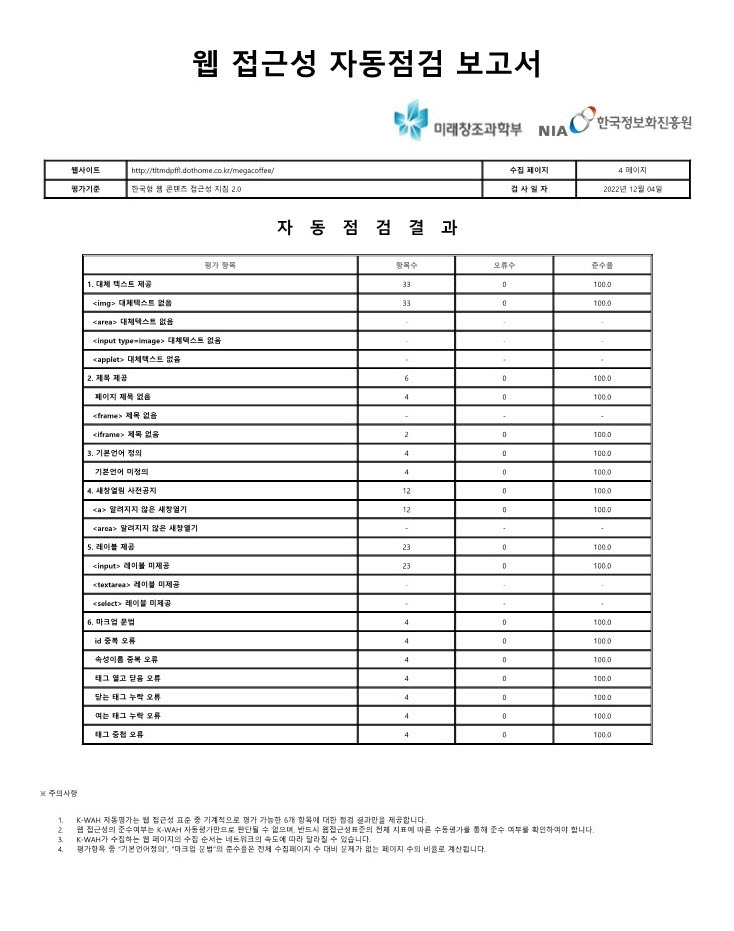 웹 접근성 자동점검 보고서
미래창조과학부 NIA 한국정보화진흥원
웹사이트 http://tltmdpffl.dothome.co.kr/megacoffee/ 수집 페이지 4 페이지
평가기준 한국형 웹 콘텐츠 접근성 지침 2.0 검 사 일 자 2022년 12월 04일
자 동 점 검 결 과
평가 항목 항목수 오류수 준수율
1. 대체 텍스트 제공 33 0 100.0
<img> 대체텍스트 없음 33 0 100.0
<area> 대체텍스트 없음 - - -
<input type=image> 대체텍스트 없음 - - -
<applet> 대체텍스트 없음 - - -
2. 제목 제공 6 0 100.0
페이지 제목 없음 4 0 100.0
<frame> 제목 없음 - - -
<iframe> 제목 없음 2 0 100.0
3. 기본언어 정의 4 0 100.0
기본언어 미정의 4 0 100.0
4. 새창열림 사전공지 12 0 100.0
<a> 알려지지 않은 새창열기 12 0 100.0
<area> 알려지지 않은 새창열기 - - -
5. 레이블 제공 23 0 100.0
<input> 레이블 미제공 23 0 100.0
<textarea> 레이블 미제공 - - -
<select> 레이블 미제공 - - -
6. 마크업 문법 4 0 100.0
id 중복 오류 4 0 100.0
속성이름 중복 오류 4 0 100.0
태그 열고 닫음 오류 4 0 100.0
닫는 태그 누락 오류 4 0 100.0
여는 태그 누락 오류 4 0 100.0
태그 중첩 오류 4 0 100.0
※ 주의사항
1. K-WAH 자동평가는 웹 접근성 표준 중 기계적으로 평가 가능한 6개 항목에 대한 점검 결과만을 제공합니다.
2. 웹 접근성의 준수여부는 K-WAH 자동평가만으로 판단될 수 없으며, 반드시 웹접근성표준의 전체 지표에 따른 수동평가를 통해 준수 여부를 확인하여야 합니다.
3. K-WAH가 수집하는 웹 페이지의 수집 순서는 네트워크의 속도에 따라 달라질 수 있습니다.
4. 평가항목 중 "기본언어정의", "마크업 문법"의 준수율은 전체 수집페이지 수 대비 문제가 없는 페이지 수의 비율로 계산됩니다.